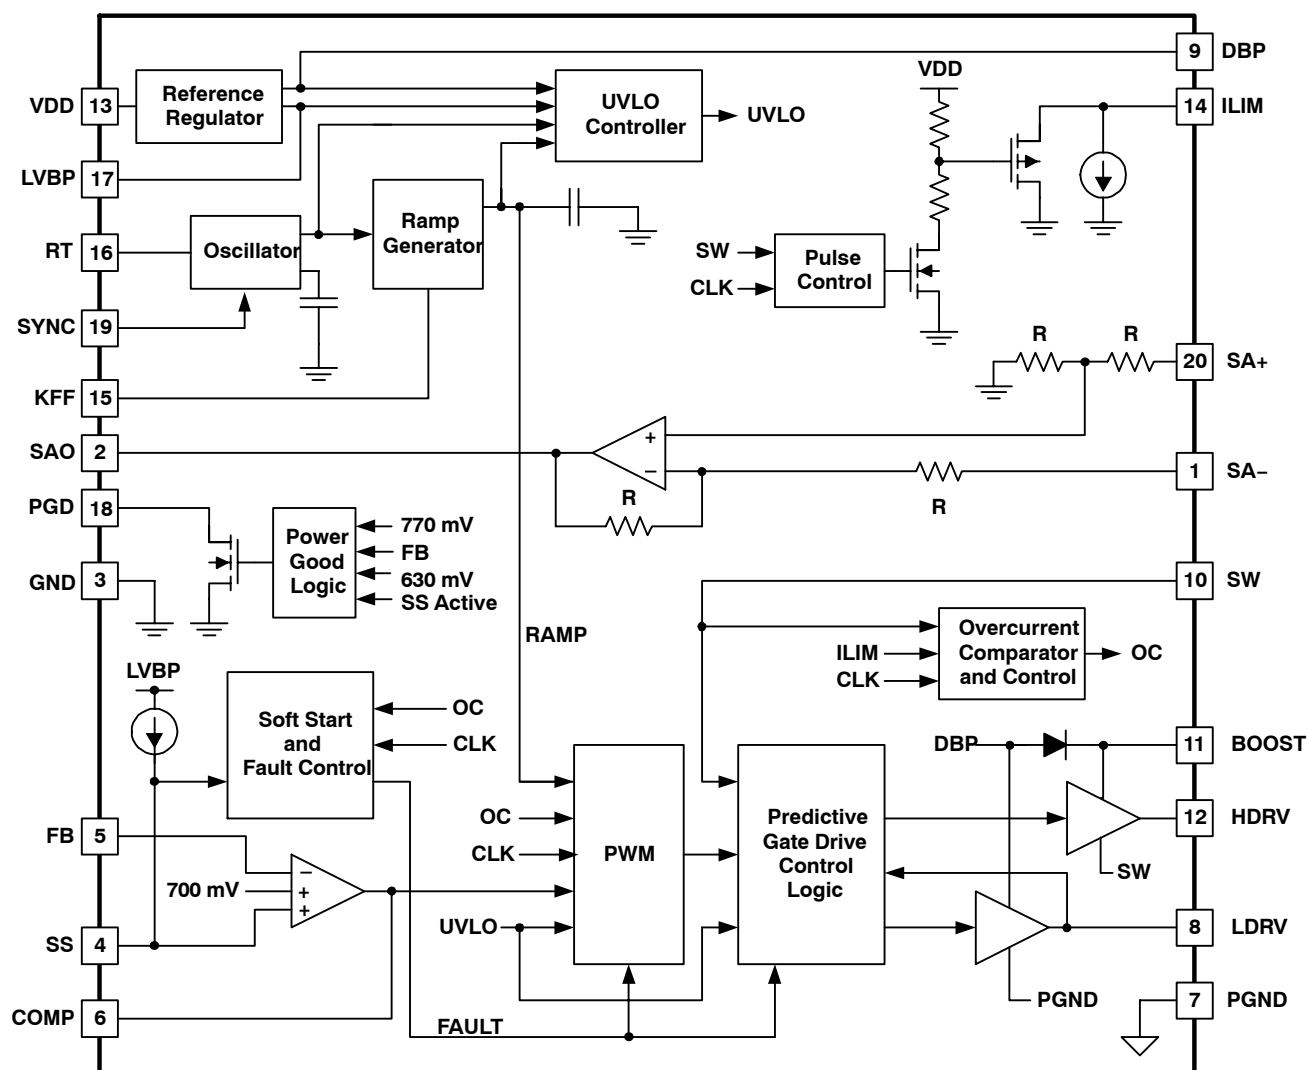 9 DBP
VDD 13
Reference
Regulator
UVLO
Controller
UVLO
VDD
14 ILIM
LVBP 17
RT 16
Oscillator
Ramp
Generator
SW
CLK
Pulse
Control
SYNC 19
R
R
20 SA+
KFF 15
SAO 2
+
−
R
R
1 SA−
PGD 18
Power
Good
Logic
770 mV
FB
630 mV
SS Active
GND 3
10 SW
RAMP
Overcurrent
Comparator
and Control
ILIM
CLK
OC
LVBP
Soft Start
and
Fault Control
OC
CLK
DBP
11 BOOST
FB 5
OC
CLK
PWM
Predictive
Gate Drive
Control
Logic
12 HDRV
SW
700 mV
−
+
+
UVLO
SS 4
8 LDRV
PGND
7 PGND
COMP 6
FAULT